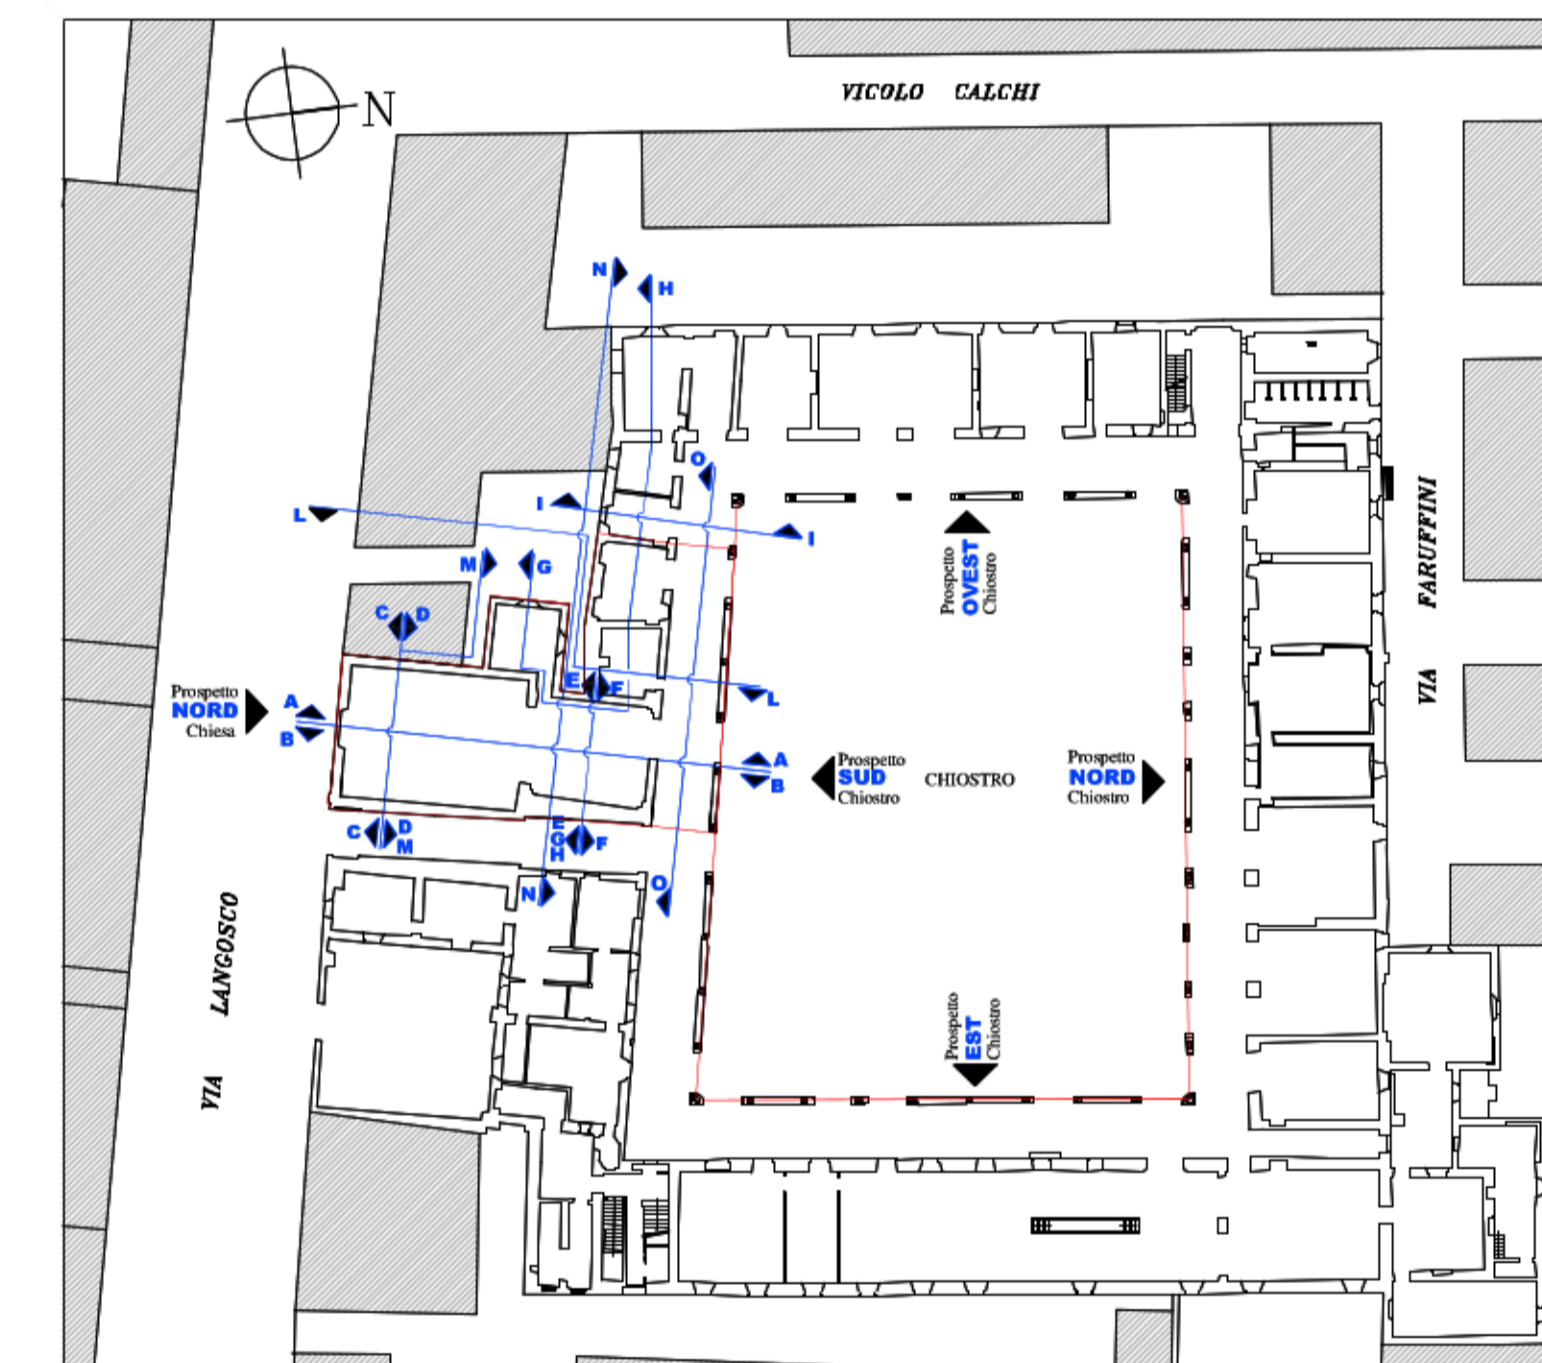 VICOLO CALCHI
N
N
H
O
I
I
L
M
G
C
D
E
F
L
Prospetto
NORD
Chiesa
A
B
A
B
Prospetto
OVEST
Chiostro
Prospetto
SUD
Chiostro
CHIOSTRO
Prospetto
NORD
Chiostro
VIA FARUFFINI
C
D
M
E
G
H
F
N
O
VIA LANGOSCO
Prospetto
EST
Chiostro